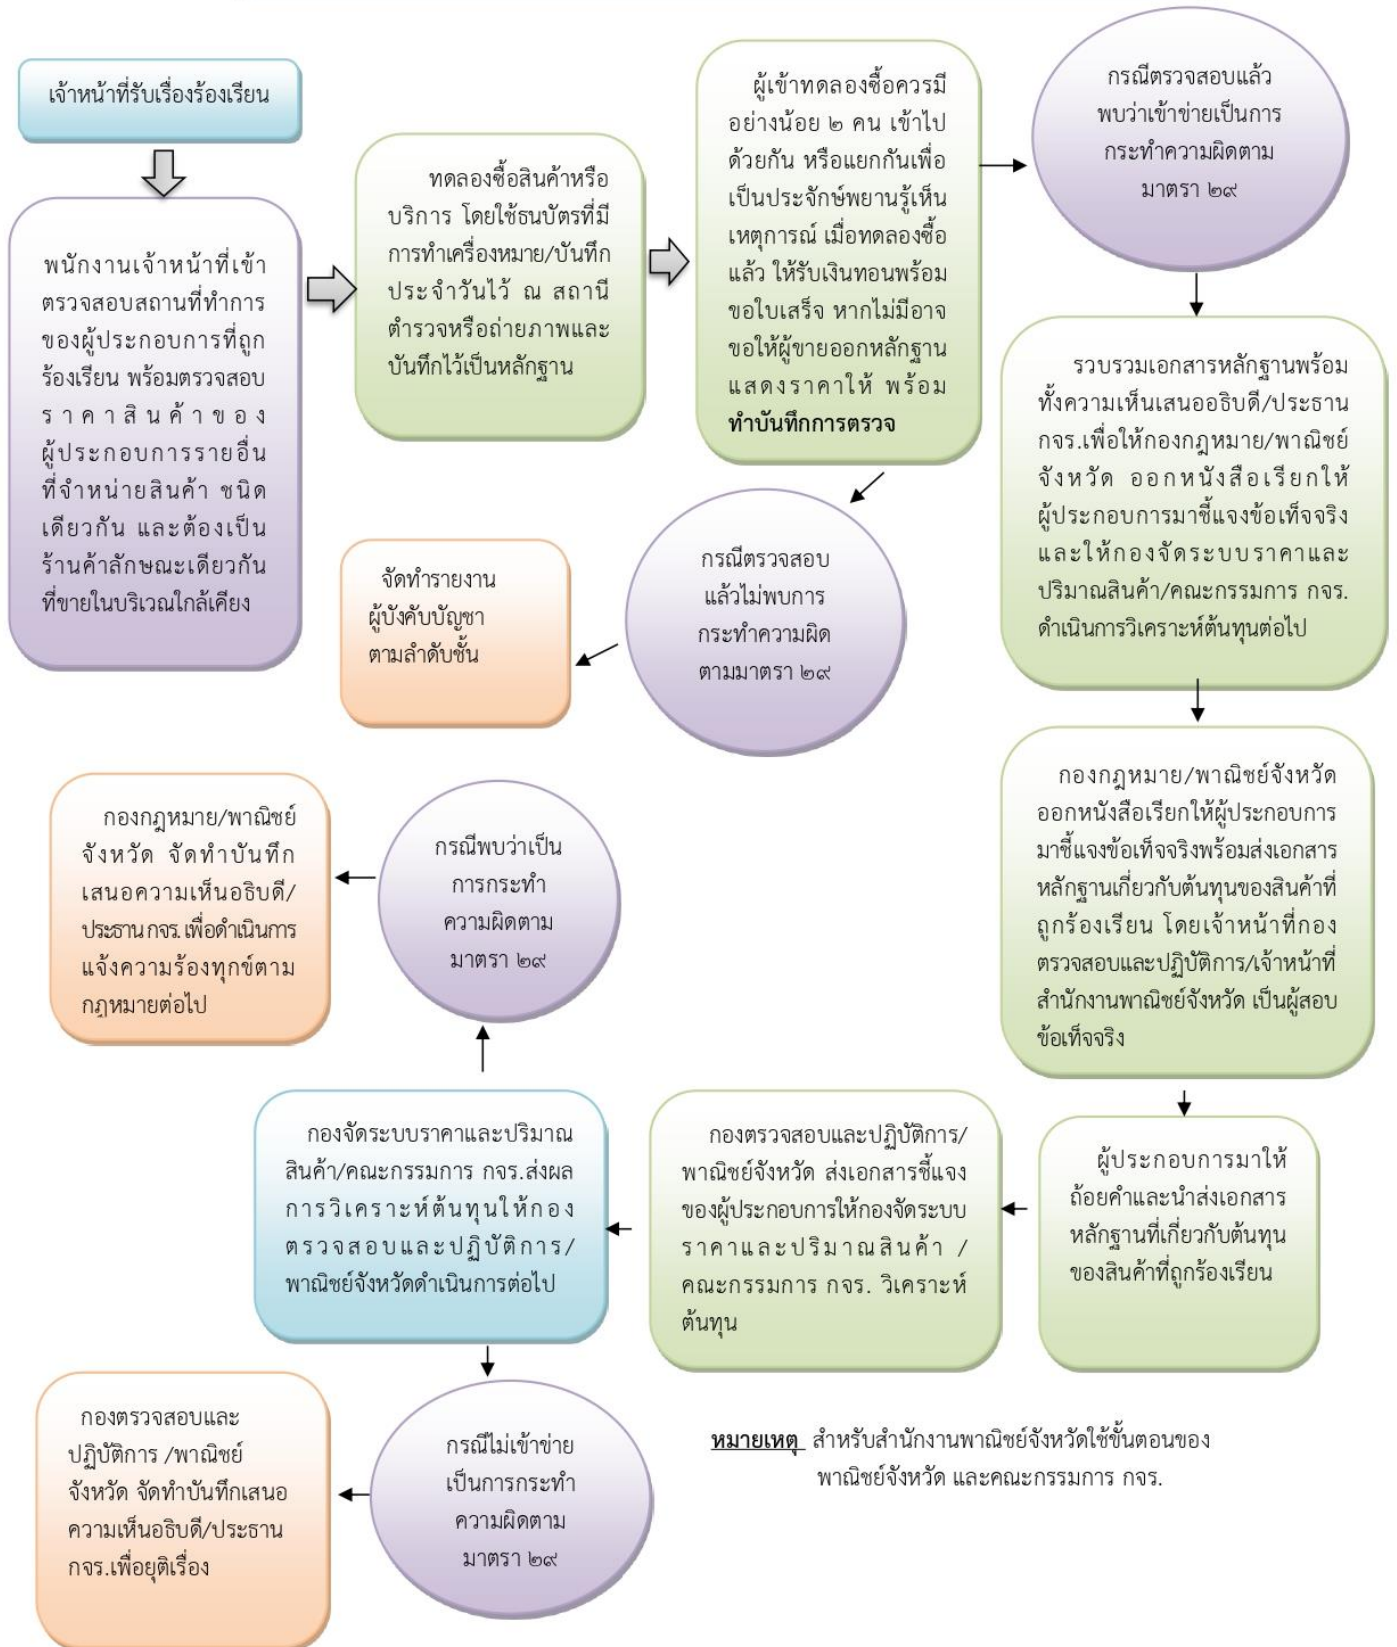 เจ้าหน้าที่รับเรื่องร้องเรียน
พนักงานเจ้าหน้าที่เข้า
ตรวจสอบสถานที่ทำการ
ของผู้ประกอบการที่ถูก
ร้องเรียน พร้อมตรวจสอบ
ราคาสินค้าของ
ผู้ประกอบการรายอื่น
ที่จำหน่ายสินค้า ชนิด
เดียวกัน และต้องเป็น
ร้านค้าลักษณะเดียวกัน
ที่ขายในบริเวณใกล้เคียง
ทดลองซื้อสินค้าหรือ
บริการ โดยใช้ธนบัตรที่มี
การทำเครื่องหมาย/บันทึก
ประจำวันไว้ ณ สถานี
ตำรวจหรือถ่ายภาพและ
บันทึกไว้เป็นหลักฐาน
ผู้เข้าทดลองซื้อควรมี
อย่างน้อย ๒ คน เข้าไป
ด้วยกัน หรือแยกกันเพื่อ
เป็นประจักษ์พยานรู้เห็น
เหตุการณ์ เมื่อทดลองซื้อ
แล้ว ให้รับเงินทอนพร้อม
ขอใบเสร็จ หากไม่มีอาจ
ขอให้ผู้ขายออกหลักฐาน
แสดงราคาให้ พร้อม
ทำบันทึกการตรวจ
กรณีตรวจสอบแล้ว
พบว่าเข้าข่ายเป็นการ
กระทำความผิดตาม
มาตรา ๒๙
รวบรวมเอกสารหลักฐานพร้อม
ทั้งความเห็นเสนออธิบดี/ประธาน
กจร.เพื่อให้กองกฎหมาย/พาณิชย์
จังหวัด ออกหนังสือเรียกให้
ผู้ประกอบการมาชี้แจงข้อเท็จจริง
และให้กองจัดระบบราคาและ
ปริมาณสินค้า/คณะกรรมการ กจร.
ดำเนินการวิเคราะห์ต้นทุนต่อไป
กรณีตรวจสอบ
แล้วไม่พบการ
กระทำความผิด
ตามมาตรา ๒๙
จัดทำรายงาน
ผู้บังคับบัญชา
ตามลำดับชั้น
กองกฎหมาย/พาณิชย์จังหวัด
ออกหนังสือเรียกให้ผู้ประกอบการ
มาชี้แจงข้อเท็จจริงพร้อมส่งเอกสาร
หลักฐานเกี่ยวกับต้นทุนของสินค้าที่
ถูกร้องเรียน โดยเจ้าหน้าที่กอง
ตรวจสอบและปฏิบัติการ/เจ้าหน้าที่
สำนักงานพาณิชย์จังหวัด เป็นผู้สอบ
ข้อเท็จจริง
ผู้ประกอบการมาให้
ถ้อยคำและนำส่งเอกสาร
หลักฐานที่เกี่ยวกับต้นทุน
ของสินค้าที่ถูกร้องเรียน
กองตรวจสอบและปฏิบัติการ/
พาณิชย์จังหวัด ส่งเอกสารชี้แจง
ของผู้ประกอบการให้กองจัดระบบ
ราคาและปริมาณสินค้า /
คณะกรรมการ กจร. วิเคราะห์
ต้นทุน
กองจัดระบบราคาและปริมาณ
สินค้า/คณะกรรมการ กจร.ส่งผล
การวิเคราะห์ต้นทุนให้กอง
ตรวจสอบและปฏิบัติการ/
พาณิชย์จังหวัดดำเนินการต่อไป
กรณีพบว่าเป็น
การกระทำ
ความผิดตาม
มาตรา ๒๙
กองกฎหมาย/พาณิชย์
จังหวัด จัดทำบันทึก
เสนอความเห็นอธิบดี/
ประธาน กจร. เพื่อดำเนินการ
แจ้งความร้องทุกข์ตาม
กฎหมายต่อไป
กรณีไม่เข้าข่าย
เป็นการกระทำ
ความผิดตาม
มาตรา ๒๙
กองตรวจสอบและ
ปฏิบัติการ /พาณิชย์
จังหวัด จัดทำบันทึกเสนอ
ความเห็นอธิบดี/ประธาน
กจร.เพื่อยุติเรื่อง
หมายเหตุ สำหรับสำนักงานพาณิชย์จังหวัดใช้ขั้นตอนของ
พาณิชย์จังหวัด และคณะกรรมการ กจร.